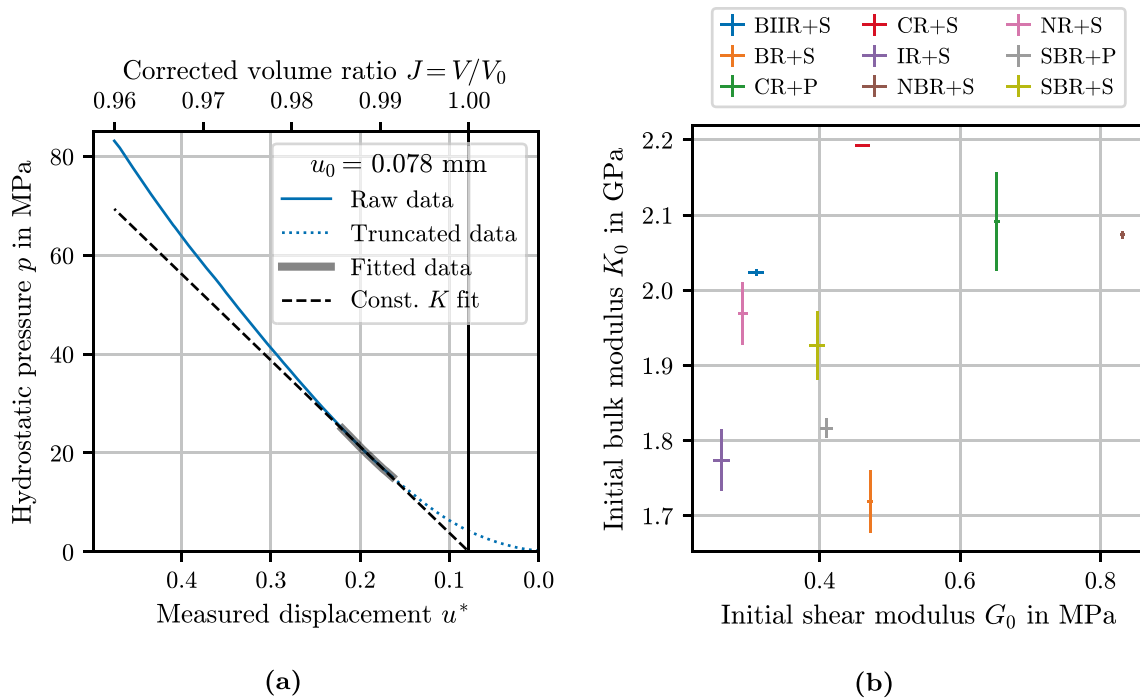 Corrected volume ratio J = V/V₀
0.96 0.97 0.98 0.99 1.00
u₀ = 0.078 mm
Raw data
Truncated data
Fitted data
Const. K fit
Hydrostatic pressure p in MPa
80
60
40
20
0
0.4 0.3 0.2 0.1 0.0
Measured displacement u*
(a)
BIIR+S CR+S NR+S
BR+S IR+S SBR+P
CR+P NBR+S SBR+S
Initial bulk modulus K₀ in GPa
2.2
2.1
2.0
1.9
1.8
1.7
0.4 0.6 0.8
Initial shear modulus G₀ in MPa
(b)